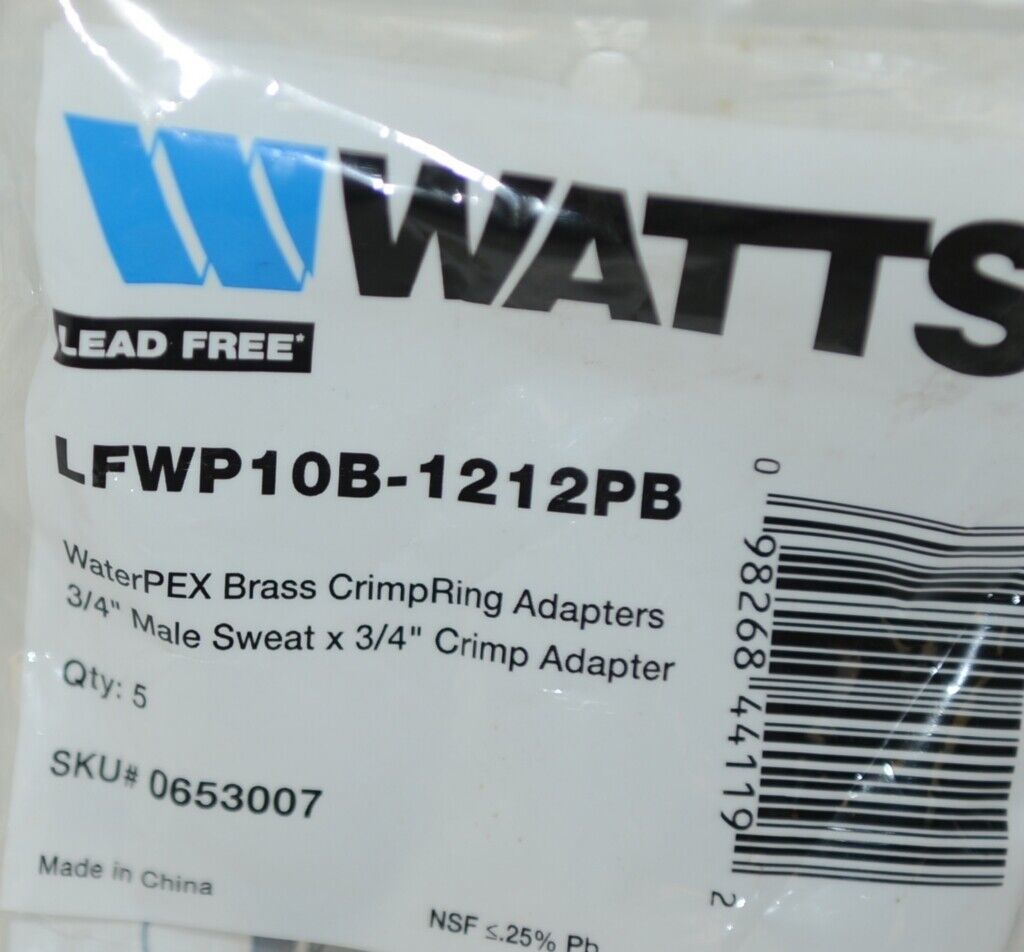 WATTS
LEAD FREE*
LFWP10B-1212PB
WaterPEX Brass CrimpRing Adapters
3/4" Male Sweat x 3/4" Crimp Adapter
Qty: 5
SKU# 0653007
Made in China
NSF ≤.25% Pb
0 98268 44119 2